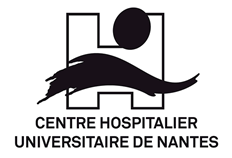 CENTRE HOSPITALIER
UNIVERSITAIRE DE NANTES